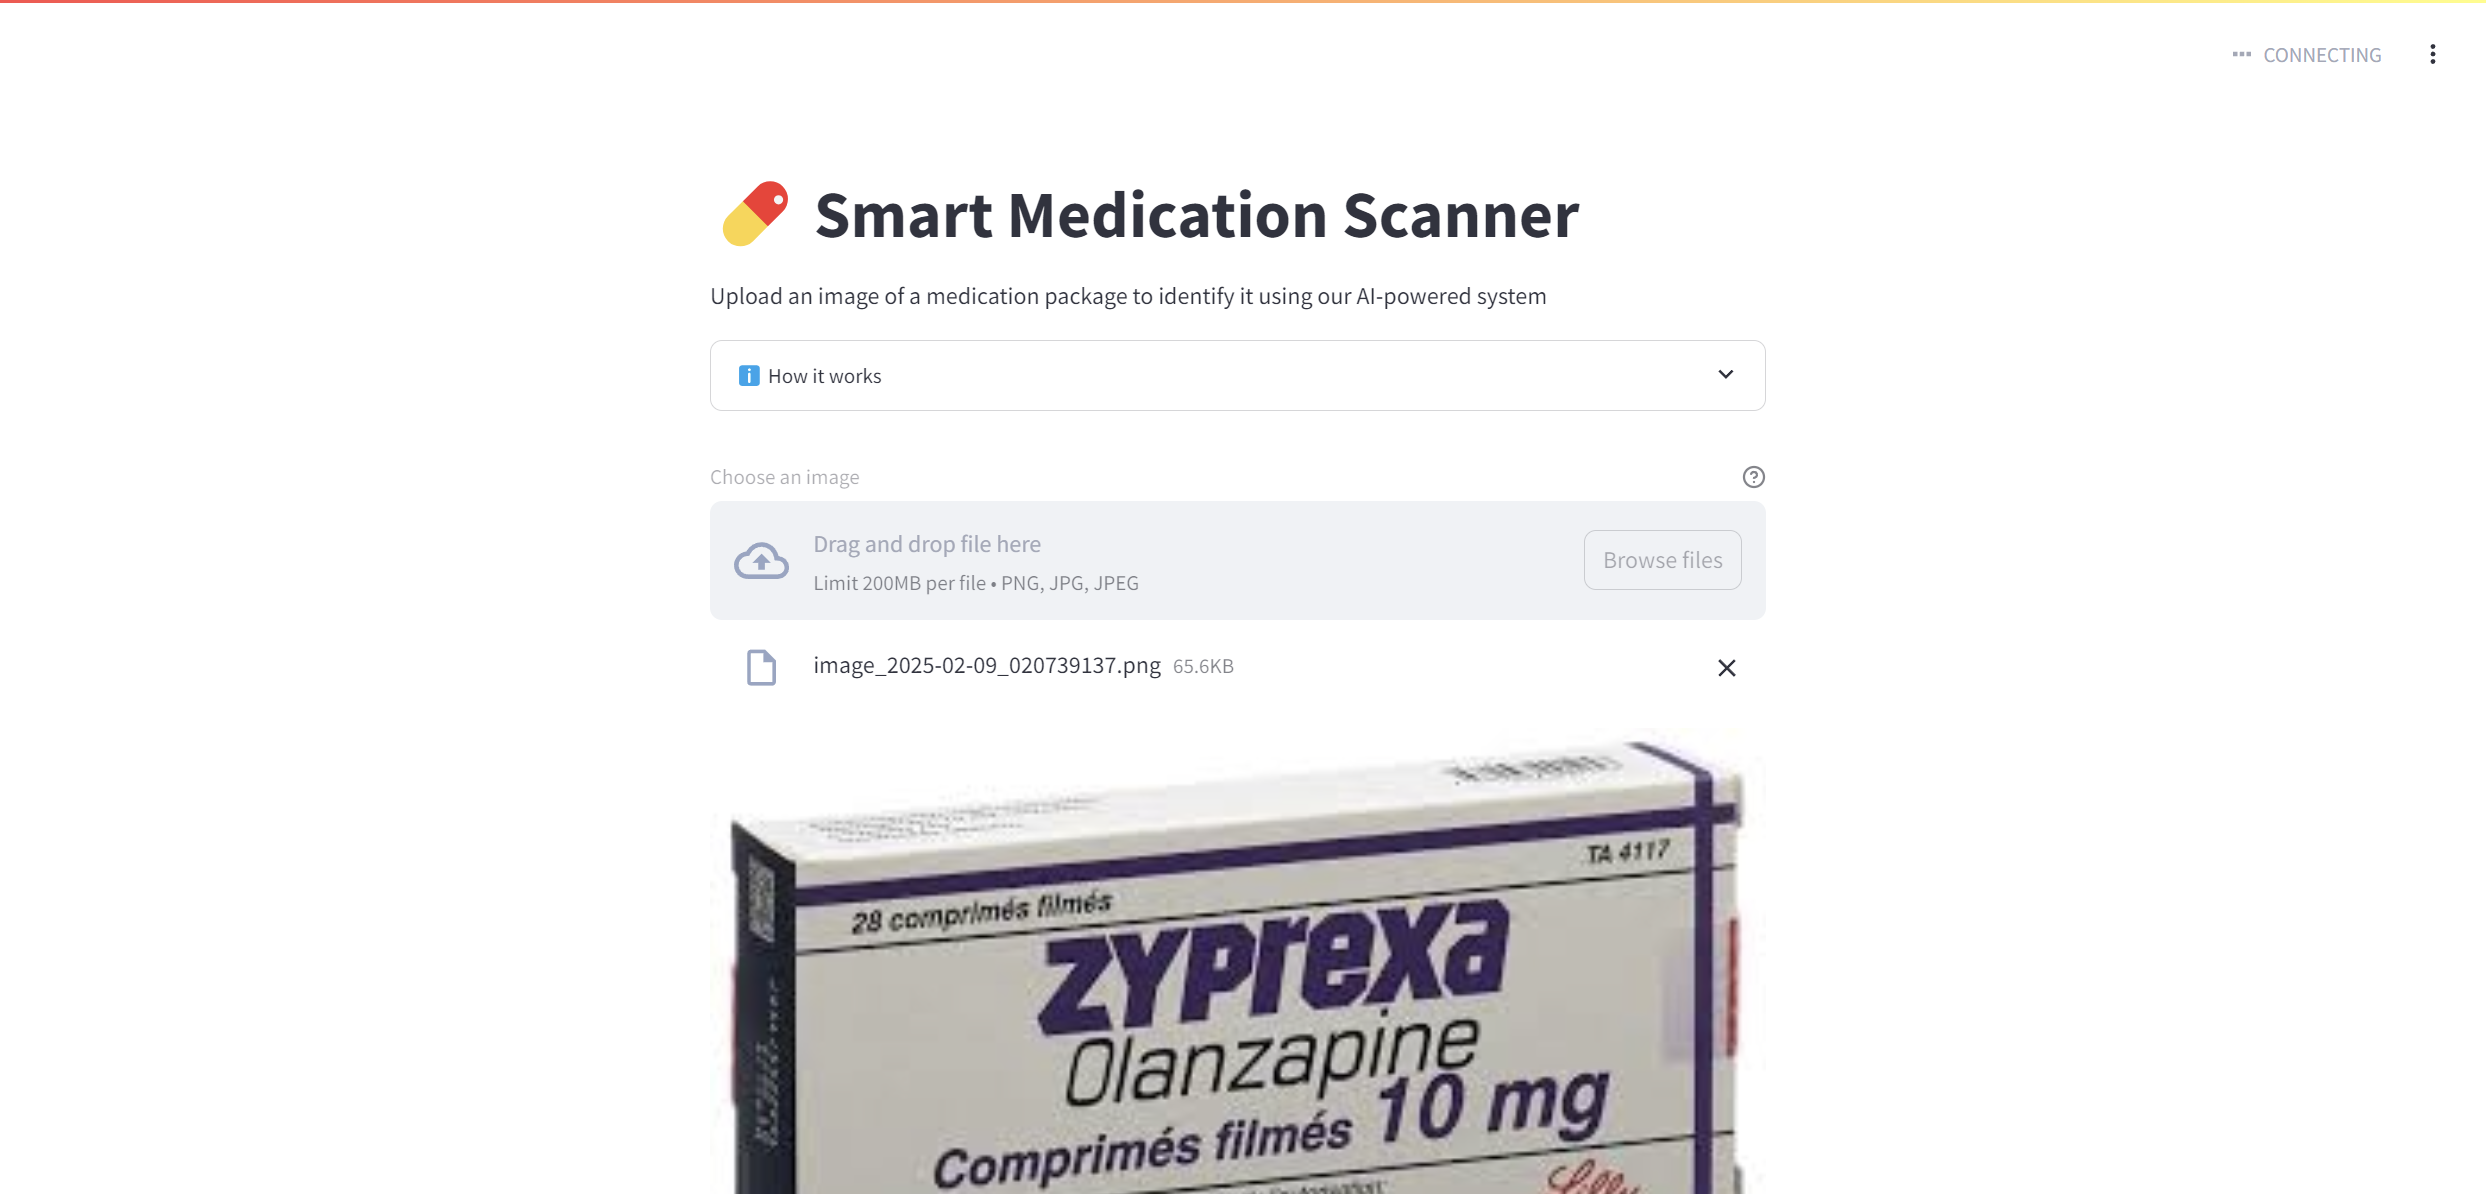 CONNECTING
Smart Medication Scanner
Upload an image of a medication package to identify it using our AI-powered system
How it works
Choose an image
Drag and drop file here
Limit 200MB per file • PNG, JPG, JPEG
Browse files
image_2025-02-09_020739137.png 65.6KB
TA 4117
28 comprimés filmés
zyprexa
Olanzapine
Comprimés filmés 10 mg
Lilly